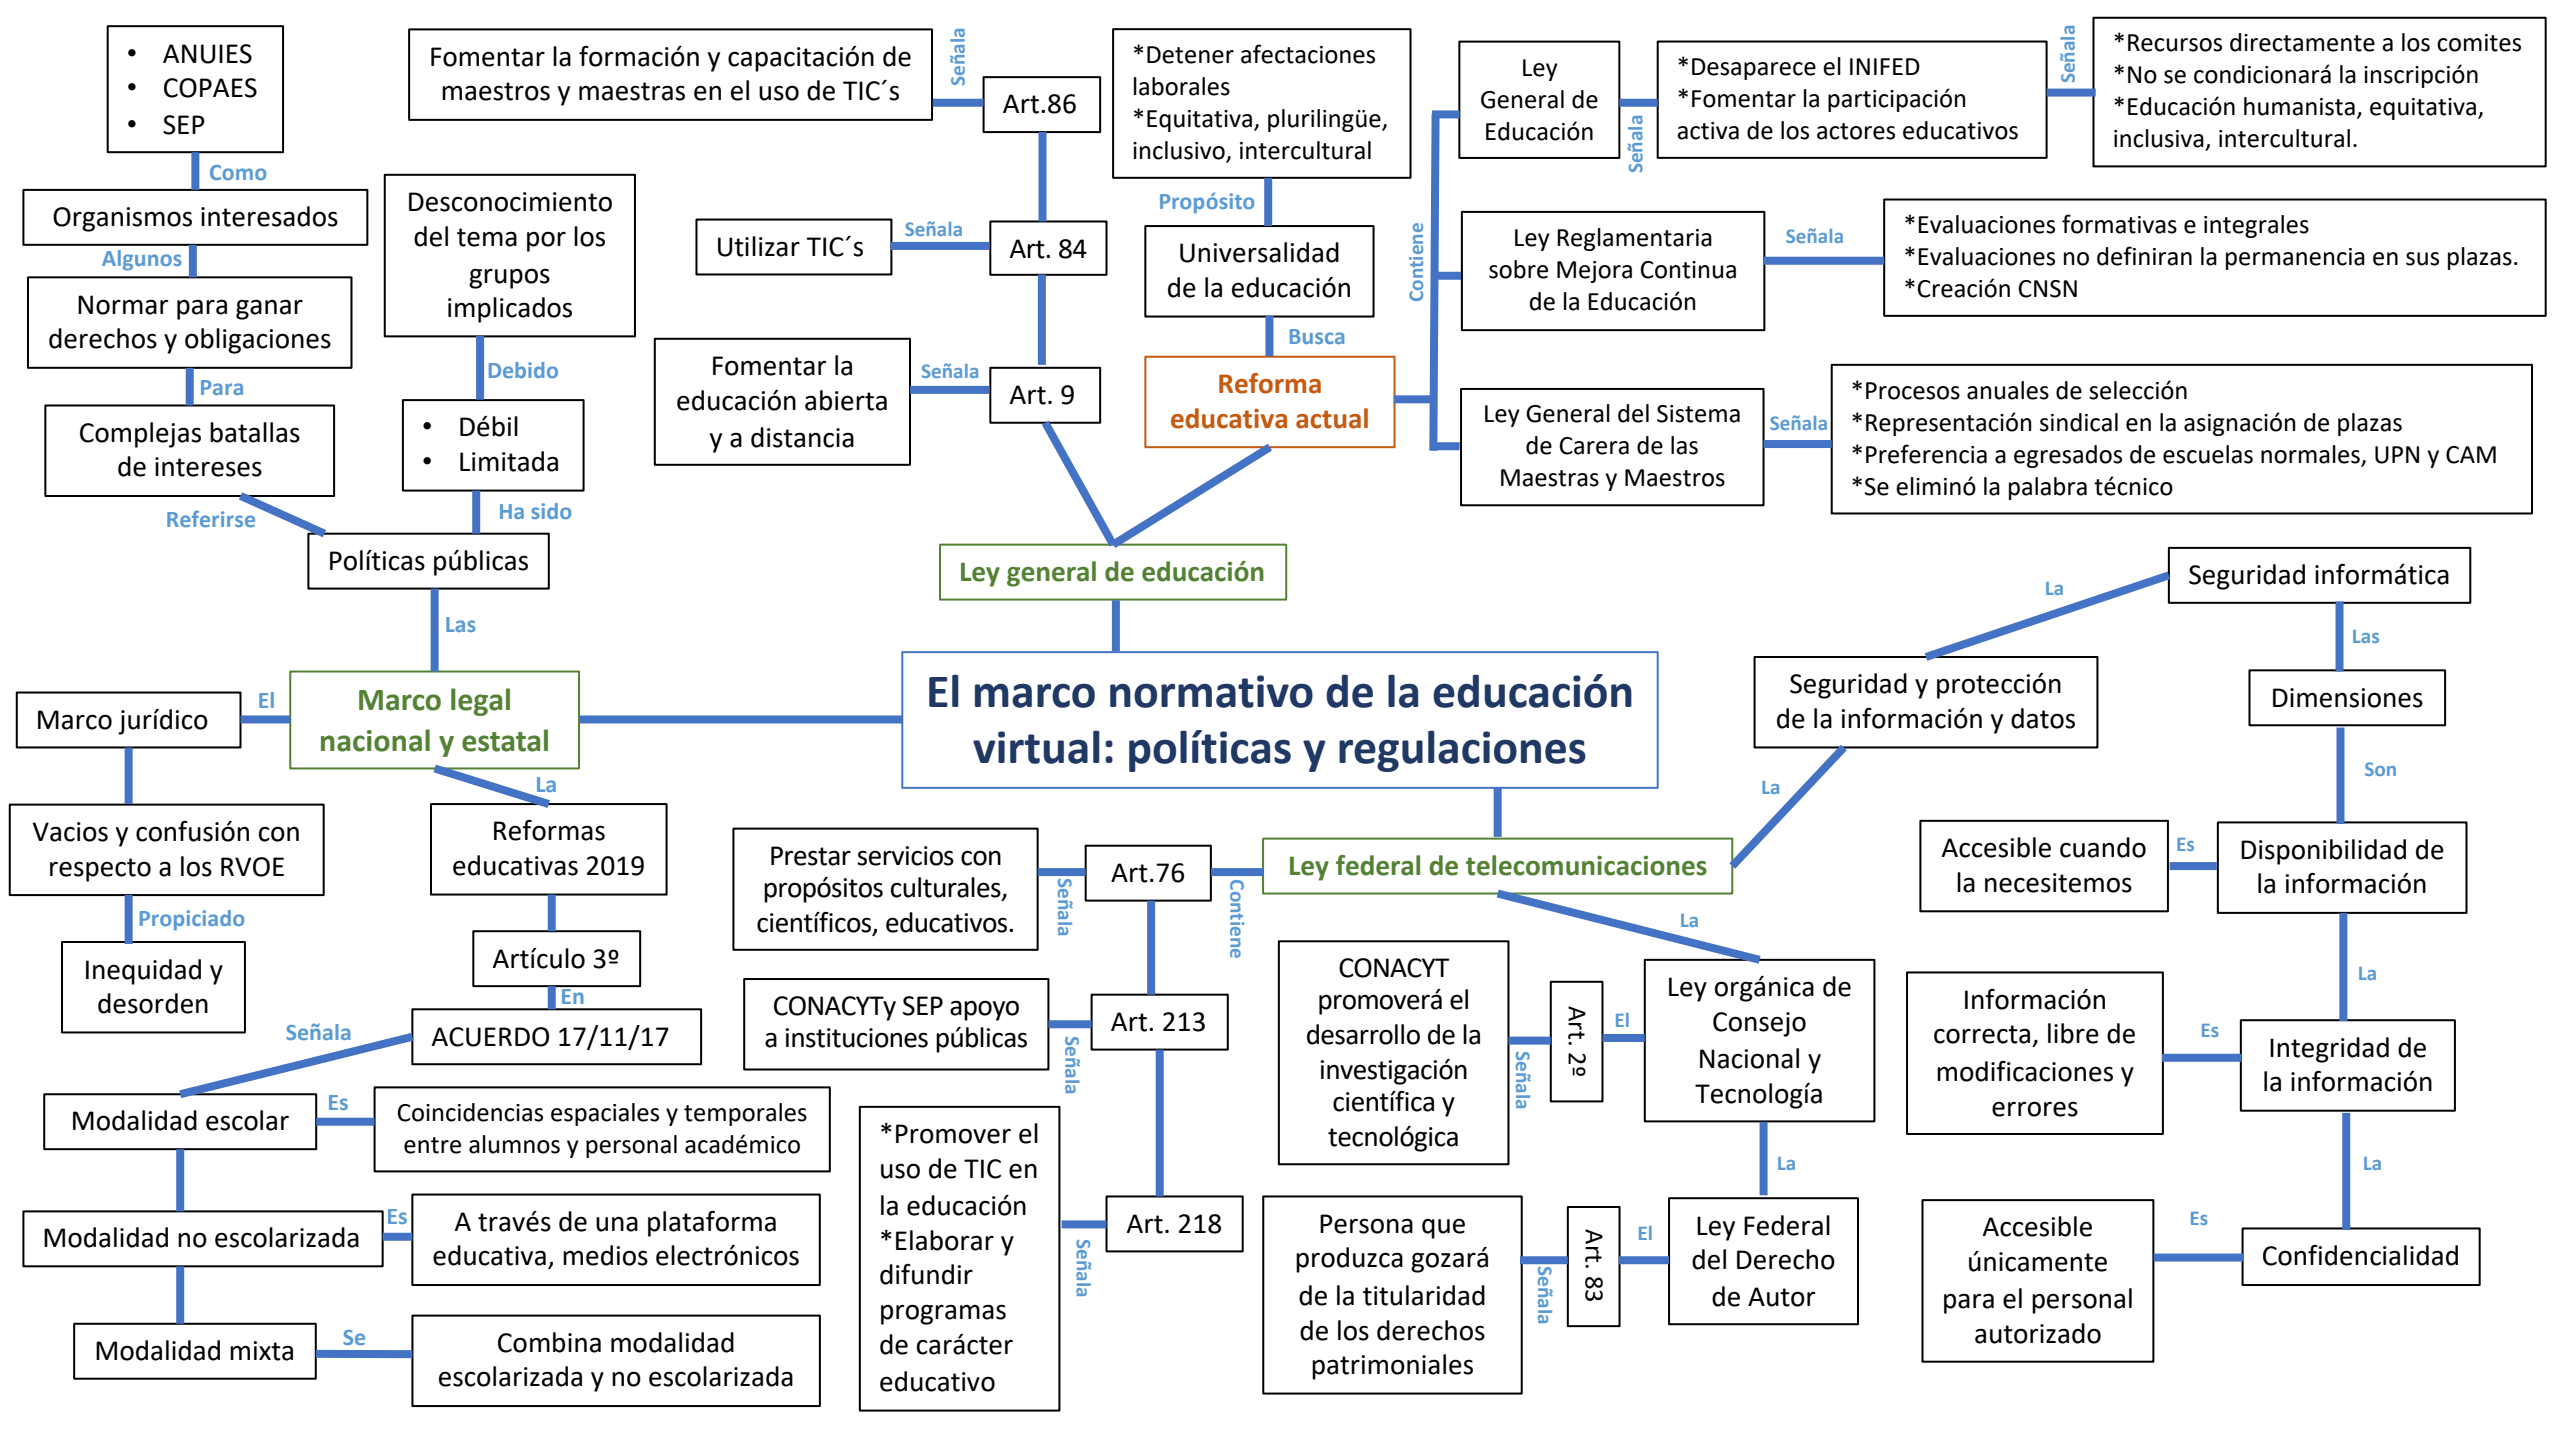 • ANUIES
• COPAES
• SEP
Como
Organismos interesados
Algunos
Normar para ganar
derechos y obligaciones
Para
Complejas batallas
de intereses
Referirse
Desconocimiento
del tema por los
grupos
implicados
Debido
• Débil
• Limitada
Ha sido
Políticas públicas
Las
Marco legal
nacional y estatal
El
Marco jurídico
Vacios y confusión con
respecto a los RVOE
Propiciado
Inequidad y
desorden
La
Reformas
educativas 2019
Artículo 3º
En
ACUERDO 17/11/17
Señala
Modalidad escolar
Es
Coincidencias espaciales y temporales
entre alumnos y personal académico
Modalidad no escolarizada
Es
A través de una plataforma
educativa, medios electrónicos
Modalidad mixta
Se
Combina modalidad
escolarizada y no escolarizada
Fomentar la formación y capacitación de
maestros y maestras en el uso de TIC´s
Señala
Art.86
Utilizar TIC´s
Señala
Art. 84
Fomentar la
educación abierta
y a distancia
Señala
Art. 9
*Detener afectaciones
laborales
*Equitativa, plurilingüe,
inclusivo, intercultural
Propósito
Universalidad
de la educación
Busca
Reforma
educativa actual
Contiene
Ley
General de
Educación
Señala
*Desaparece el INIFED
*Fomentar la participación
activa de los actores educativos
Señala
*Recursos directamente a los comites
*No se condicionará la inscripción
*Educación humanista, equitativa,
inclusiva, intercultural.
Ley Reglamentaria
sobre Mejora Continua
de la Educación
Señala
*Evaluaciones formativas e integrales
*Evaluaciones no definiran la permanencia en sus plazas.
*Creación CNSN
Ley General del Sistema
de Carera de las
Maestras y Maestros
Señala
*Procesos anuales de selección
*Representación sindical en la asignación de plazas
*Preferencia a egresados de escuelas normales, UPN y CAM
*Se eliminó la palabra técnico
Ley general de educación
El marco normativo de la educación
virtual: políticas y regulaciones
Ley federal de telecomunicaciones
Contiene
Art.76
Señala
Prestar servicios con
propósitos culturales,
científicos, educativos.
Art. 213
Señala
CONACYTy SEP apoyo
a instituciones públicas
Art. 218
Señala
*Promover el
uso de TIC en
la educación
*Elaborar y
difundir
programas
de carácter
educativo
La
Ley orgánica de
Consejo
Nacional y
Tecnología
El
Art. 2º
Señala
CONACYT
promoverá el
desarrollo de la
investigación
científica y
tecnológica
La
Ley Federal
del Derecho
de Autor
El
Art. 83
Señala
Persona que
produzca gozará
de la titularidad
de los derechos
patrimoniales
La
Seguridad y protección
de la información y datos
La
Seguridad informática
Las
Dimensiones
Son
Disponibilidad de
la información
Es
Accesible cuando
la necesitemos
La
Integridad de
la información
Es
Información
correcta, libre de
modificaciones y
errores
La
Confidencialidad
Es
Accesible
únicamente
para el personal
autorizado